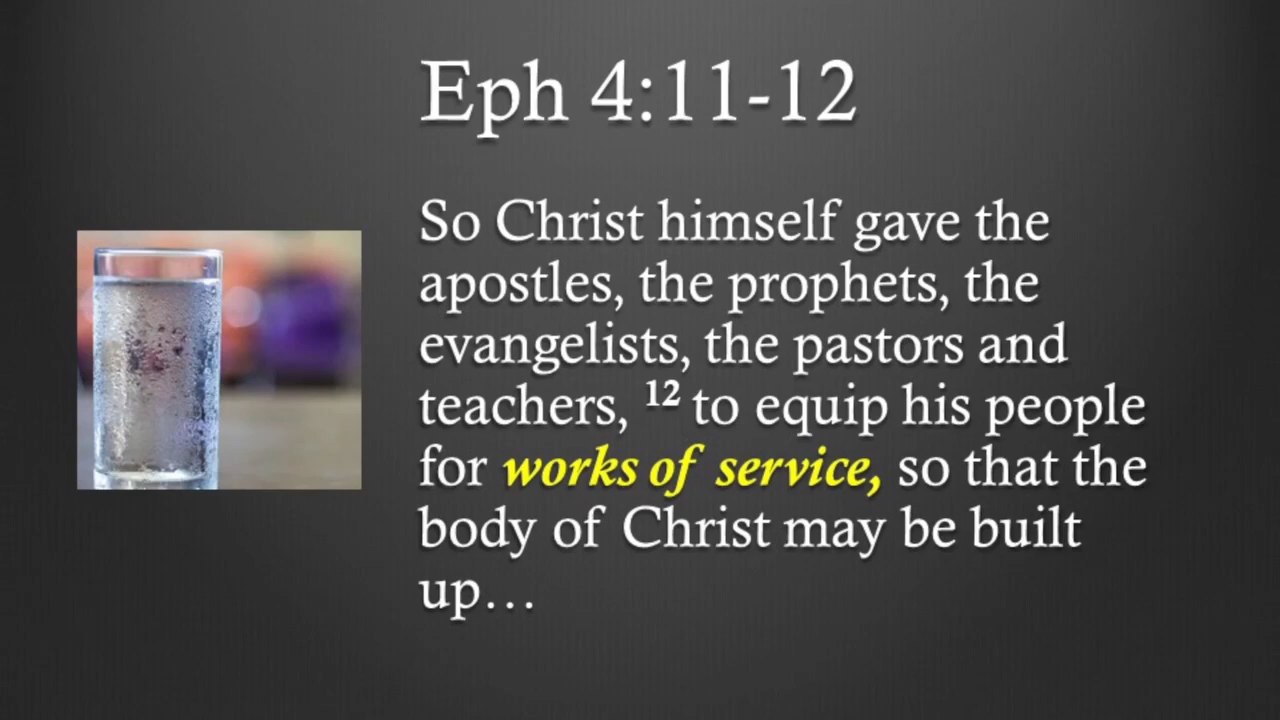 Eph 4:11-12
So Christ himself gave the
apostles, the prophets, the
evangelists, the pastors and
teachers, 12 to equip his people
for works of service, so that the
body of Christ may be built
up…